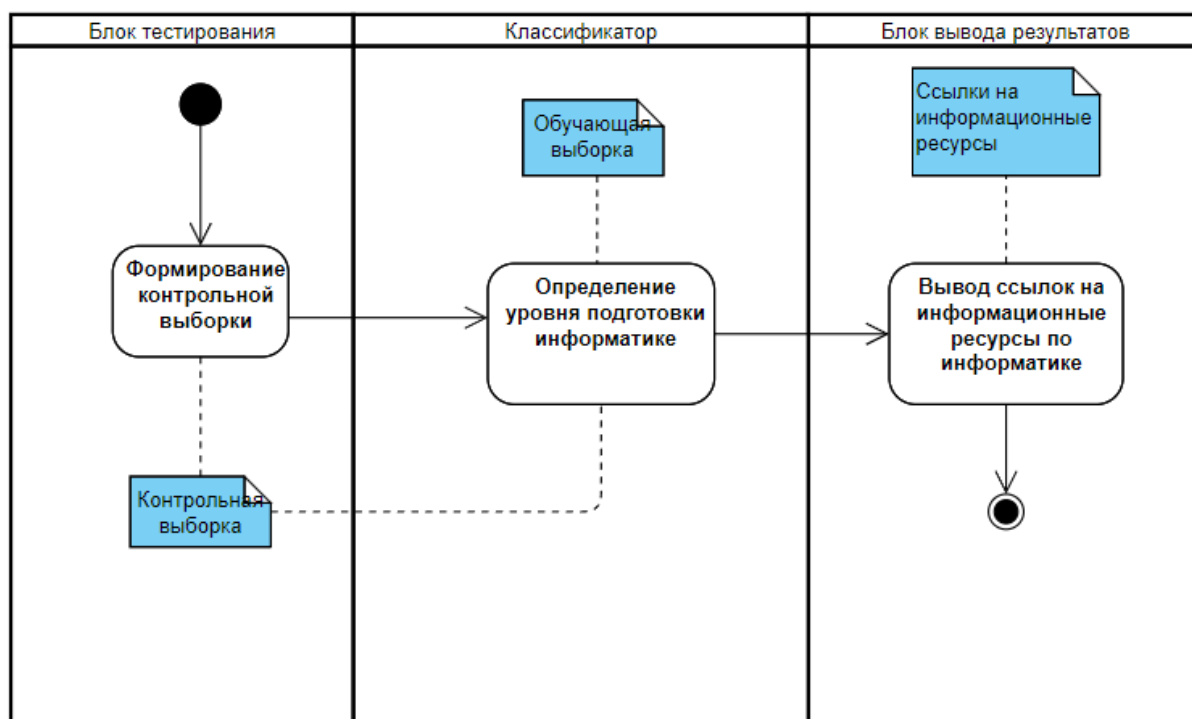 Блок тестирования
Классификатор
Блок вывода результатов
Ссылки на
информационные
ресурсы
Обучающая
выборка
Формирование
контрольной
выборки
Определение
уровня подготовки
информатике
Вывод ссылок на
информационные
ресурсы по
информатике
Контрольная
выборка